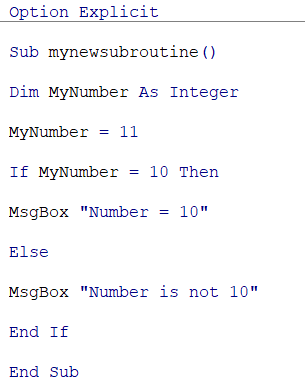 Option Explicit
Sub mynewsubroutine()
Dim MyNumber As Integer
MyNumber = 11
If MyNumber = 10 Then
MsgBox "Number = 10"
Else
MsgBox "Number is not 10"
End If
End Sub